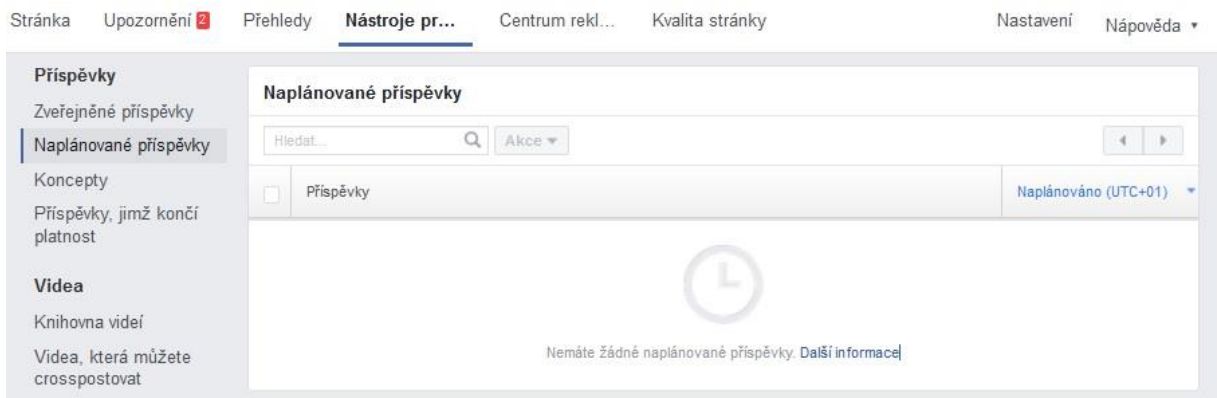 Stránka Upozornění 2 Přehledy Nástroje pr... Centrum rekl... Kvalita stránky Nastavení Nápověda
Příspěvky
Zveřejněné příspěvky
Naplánované příspěvky
Koncepty
Příspěvky, jimž končí
platnost
Videa
Knihovna videí
Videa, která můžete
crosspostovat
Naplánované příspěvky
Hledat... Akce
Příspěvky Naplánováno (UTC+01)
Nemáte žádné naplánované příspěvky. Další informace